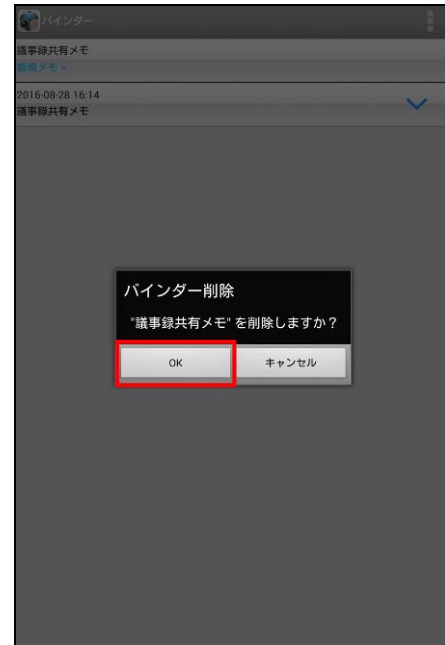 バインダー
議事録共有メモ
新規メモ >
2016-08-28 16:14
議事録共有メモ
バインダー削除
"議事録共有メモ" を削除しますか？
OK
キャンセル